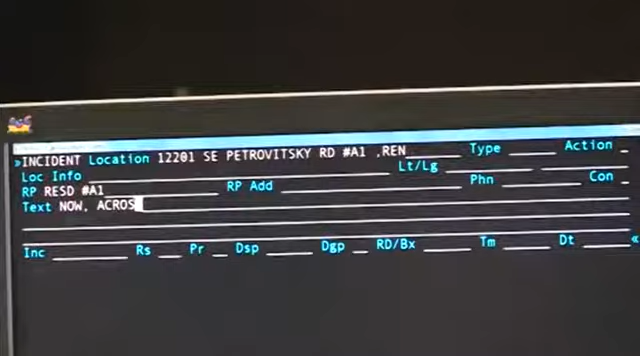 »INCIDENT Location 12201 SE PETROVITSKY RD #A1 ,REN Type Action
Loc Info Lt/Lg
RP RESD #A1 RP Add Phn Con
Text NOW, ACROS
Inc Rs Pr Dsp Dgp RD/Bx Tm Dt «